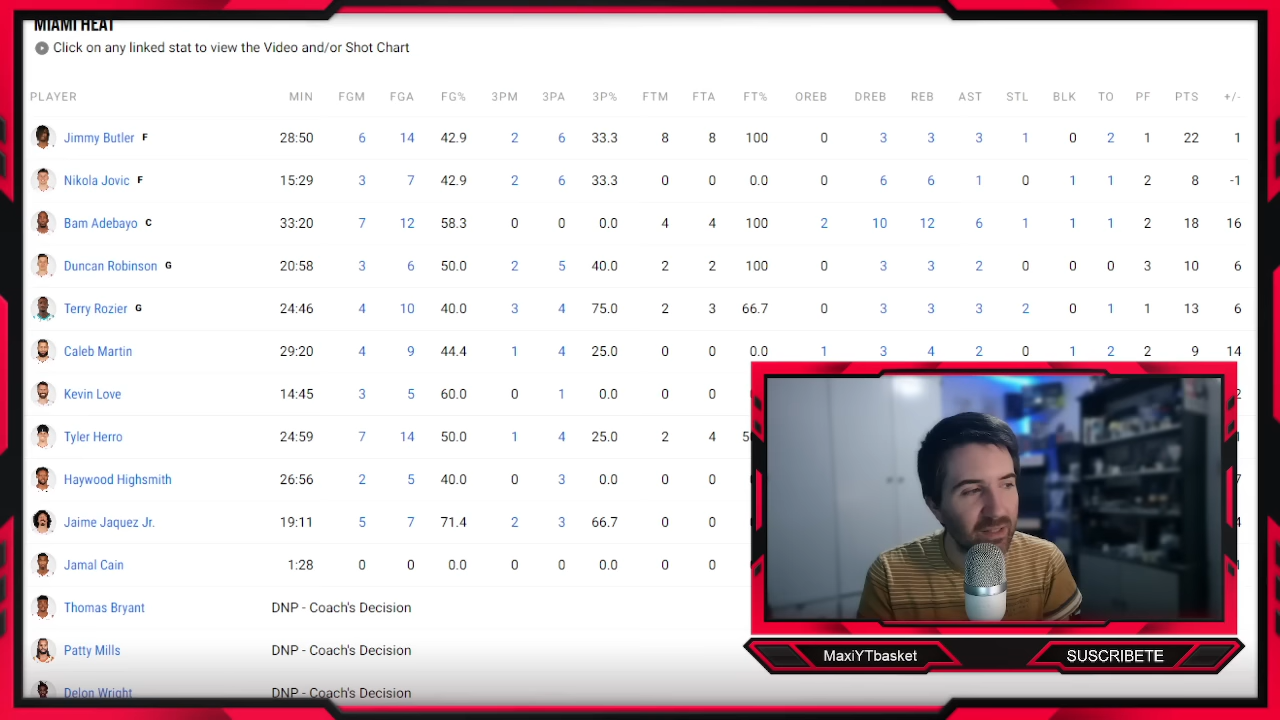 MIAMI HEAT
Click on any linked stat to view the Video and/or Shot Chart
PLAYER MIN FGM FGA FG% 3PM 3PA 3P% FTM FTA FT% OREB DREB REB AST STL BLK TO PF PTS +/-
Jimmy Butler F 28:50 6 14 42.9 2 6 33.3 8 8 100 0 3 3 3 1 0 2 1 22 1
Nikola Jovic F 15:29 3 7 42.9 2 6 33.3 0 0 0.0 0 6 6 1 0 1 1 2 8 -1
Bam Adebayo C 33:20 7 12 58.3 0 0 0.0 4 4 100 2 10 12 6 1 1 1 2 18 16
Duncan Robinson G 20:58 3 6 50.0 2 5 40.0 2 2 100 0 3 3 2 0 0 0 3 10 6
Terry Rozier G 24:46 4 10 40.0 3 4 75.0 2 3 66.7 0 3 3 3 2 0 1 1 13 6
Caleb Martin 29:20 4 9 44.4 1 4 25.0 0 0 0.0 1 3 4 2 0 1 2 2 9 14
Kevin Love 14:45 3 5 60.0 0 1 0.0 0 0
Tyler Herro 24:59 7 14 50.0 1 4 25.0 2 4
Haywood Highsmith 26:56 2 5 40.0 0 3 0.0 0 0
Jaime Jaquez Jr. 19:11 5 7 71.4 2 3 66.7 0 0
Jamal Cain 1:28 0 0 0.0 0 0 0.0 0 0
Thomas Bryant DNP - Coach's Decision
Patty Mills DNP - Coach's Decision
Delon Wright DNP - Coach's Decision
MaxiYTbasket
SUSCRIBETE